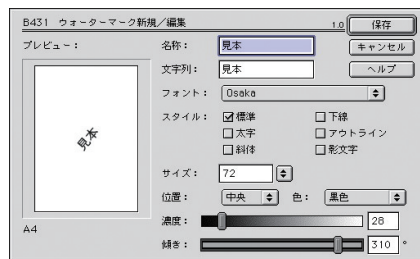 B431 ウォーターマーク新規／編集
1.0
保存
プレビュー：
名称：
見本
キャンセル
文字列：
見本
ヘルプ
フォント：
Osaka
スタイル：
標準
下線
太字
アウトライン
斜体
影文字
見本
サイズ：
72
位置：
中央
色：
黒色
濃度：
28
A4
傾き：
310 °